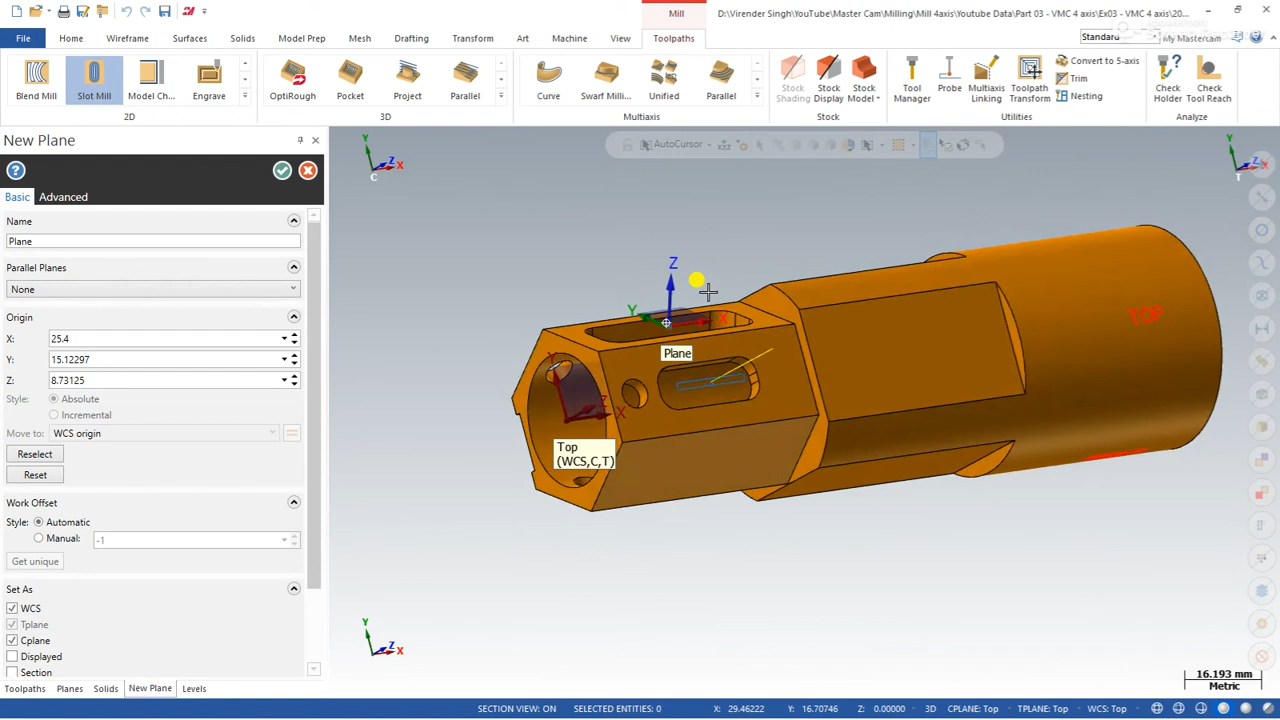 Mill
D:\Virender Singh\YouTube\Master Cam\Milling\Mill 4axis\Youtube Data\Part 03 - VMC 4 axis\Ex03 - VMC 4 axis\20...
File
Home
Wireframe
Surfaces
Solids
Model Prep
Mesh
Drafting
Transform
Art
Machine
View
Toolpaths
Standard
My Mastercam
Blend Mill
Slot Mill
Model Ch...
Engrave
OptiRough
Pocket
Project
Parallel
Curve
Swarf Milli...
Unified
Parallel
Stock Shading
Stock Display
Stock Model
Tool Manager
Probe
Multiaxis Linking
Toolpath Transform
Convert to 5-axis
Trim
Nesting
Check Holder
Check Tool Reach
2D
3D
Multiaxis
Stock
Utilities
Analyze
New Plane
Basic
Advanced
Name
Plane
Parallel Planes
None
Origin
X: 25.4
Y: 15.12297
Z: 8.73125
Style: Absolute
Incremental
Move to: WCS origin
Reselect
Reset
Work Offset
Style: Automatic
Manual: -1
Get unique
Set As
WCS
Tplane
Cplane
Displayed
Section
Toolpaths
Planes
Solids
New Plane
Levels
AutoCursor
Y
Z
X
C
Y
Z
X
T
Z
Y
X
Plane
Y
Z
X
Top
(WCS,C,T)
TOP
Y
Z
X
16.193 mm
Metric
SECTION VIEW: ON
SELECTED ENTITIES: 0
X: 29.46222
Y: 16.70746
Z: 0.00000
3D
CPLANE: Top
TPLANE: Top
WCS: Top